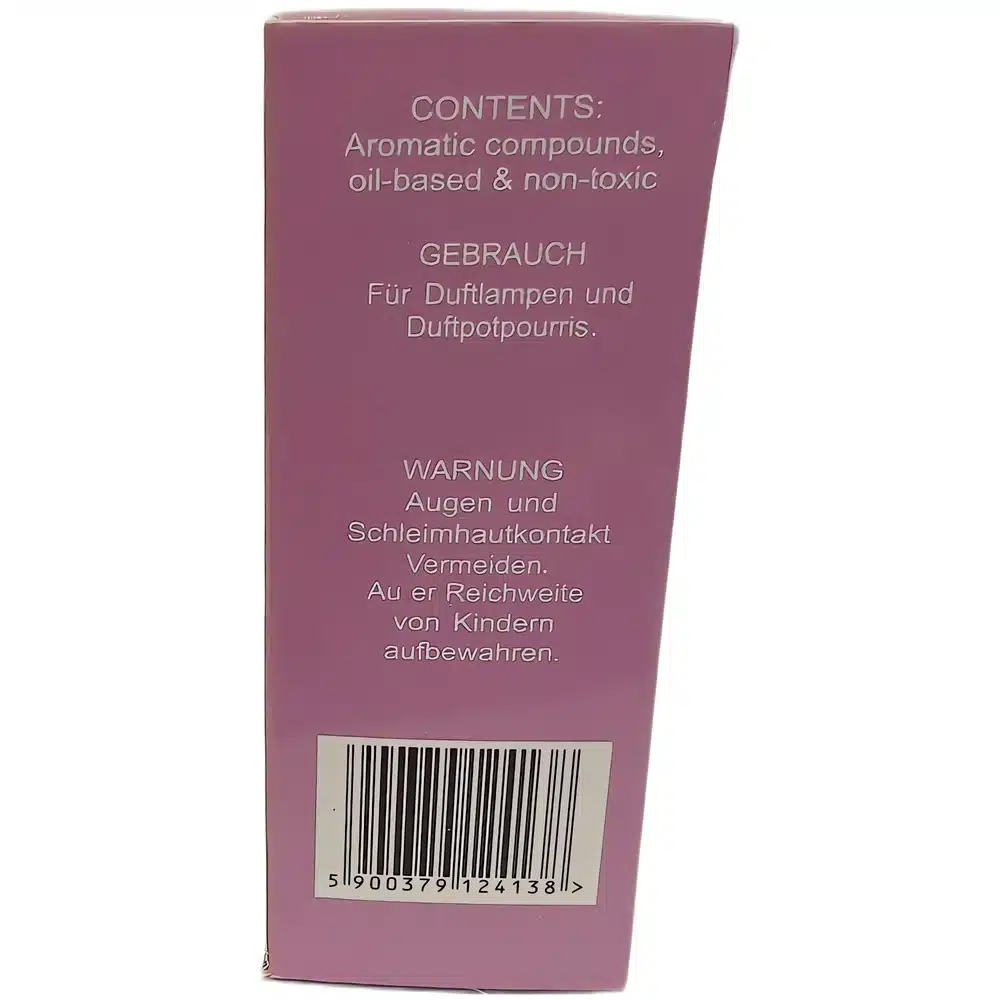 CONTENTS:
Aromatic compounds,
oil-based & non-toxic
GEBRAUCH
Für Duftlampen und
Duftpotpourris.
WARNUNG
Augen und
Schleimhautkontakt
Vermeiden.
Au er Reichweite
von Kindern
aufbewahren.
5 900379 124138 >